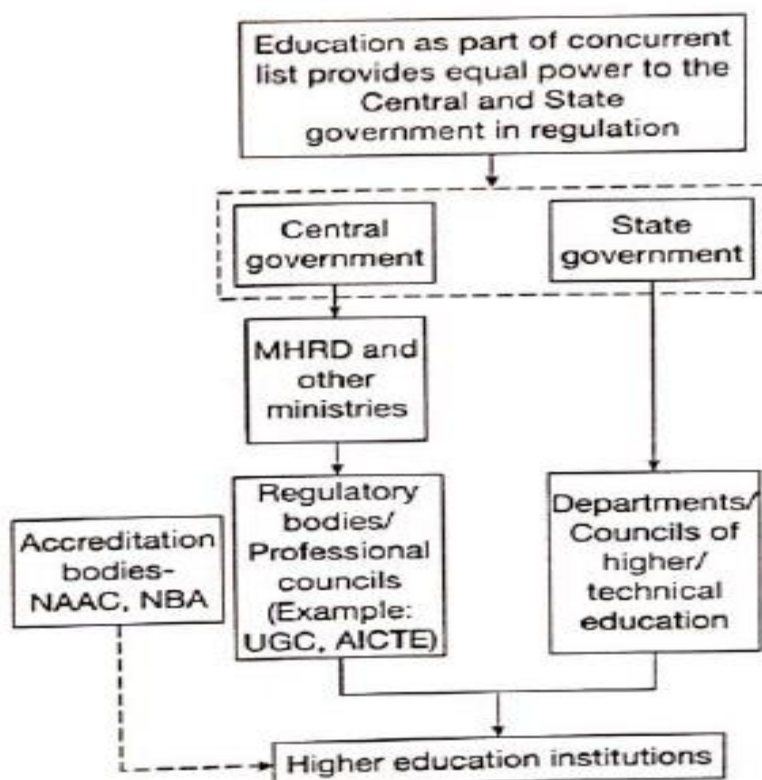 Education as part of concurrent
list provides equal power to the
Central and State
government in regulation
Central
government
State
government
MHRD and
other
ministries
Regulatory
bodies/
Professional
councils
(Example:
UGC, AICTE)
Departments/
Councils of
higher/
technical
education
Accreditation
bodies-
NAAC, NBA
Higher education institutions